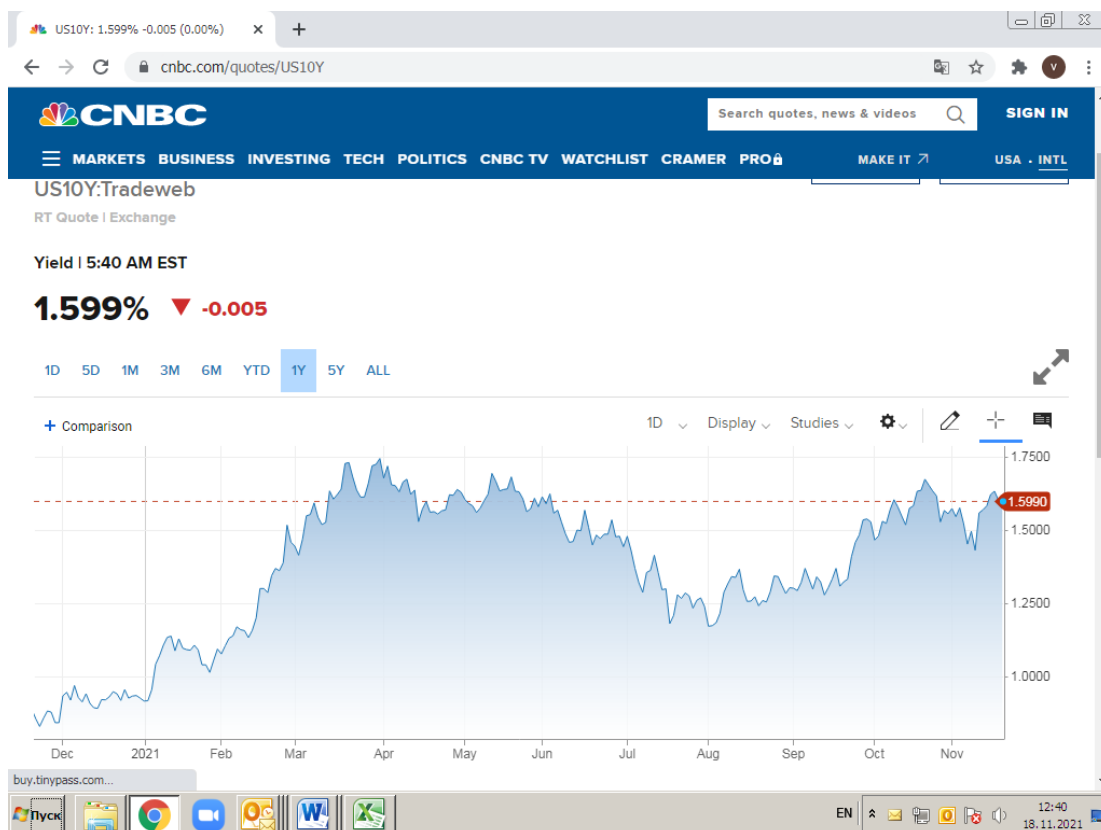 US10Y: 1.599% -0.005 (0.00%)
cnbc.com/quotes/US10Y
V
CNBC
Search quotes, news & videos
SIGN IN
MARKETS BUSINESS INVESTING TECH POLITICS CNBC TV WATCHLIST CRAMER PRO MAKE IT USA • INTL
US10Y:Tradeweb
RT Quote | Exchange
Yield | 5:40 AM EST
1.599% ▼ -0.005
1D 5D 1M 3M 6M YTD 1Y 5Y ALL
+ Comparison 1D Display Studies
1.7500
1.5990
1.5000
1.2500
1.0000
Dec 2021 Feb Mar Apr May Jun Jul Aug Sep Oct Nov
buy.tinypass.com...
Пуск
EN 12:40
18.11.2021